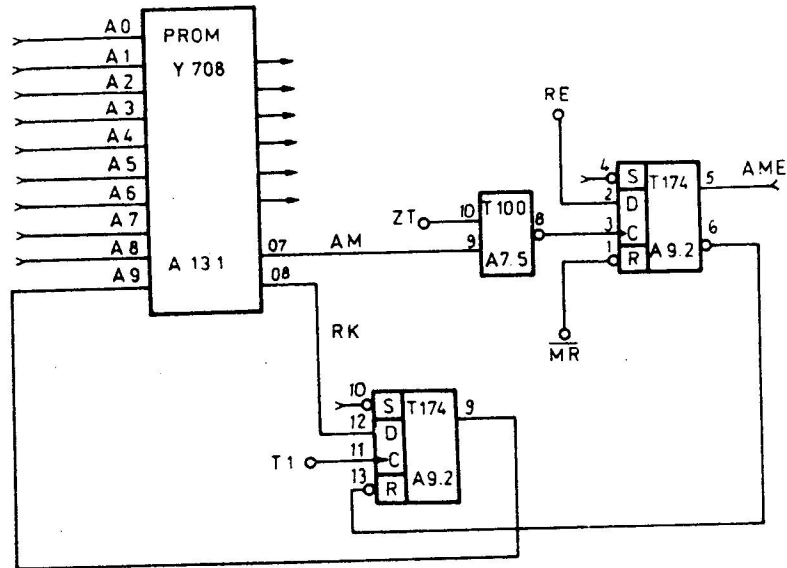 A0
A1
A2
A3
A4
A5
A6
A7
A8
A9
PROM
Y 708
A 131
07
08
AM
RK
ZT
10
9
T100
8
A7.5
RE
4
2
3
1
S
D
C
R
T174
A9.2
5
AME
6
MR
T1
10
12
11
13
S
D
C
R
T174
A9.2
9